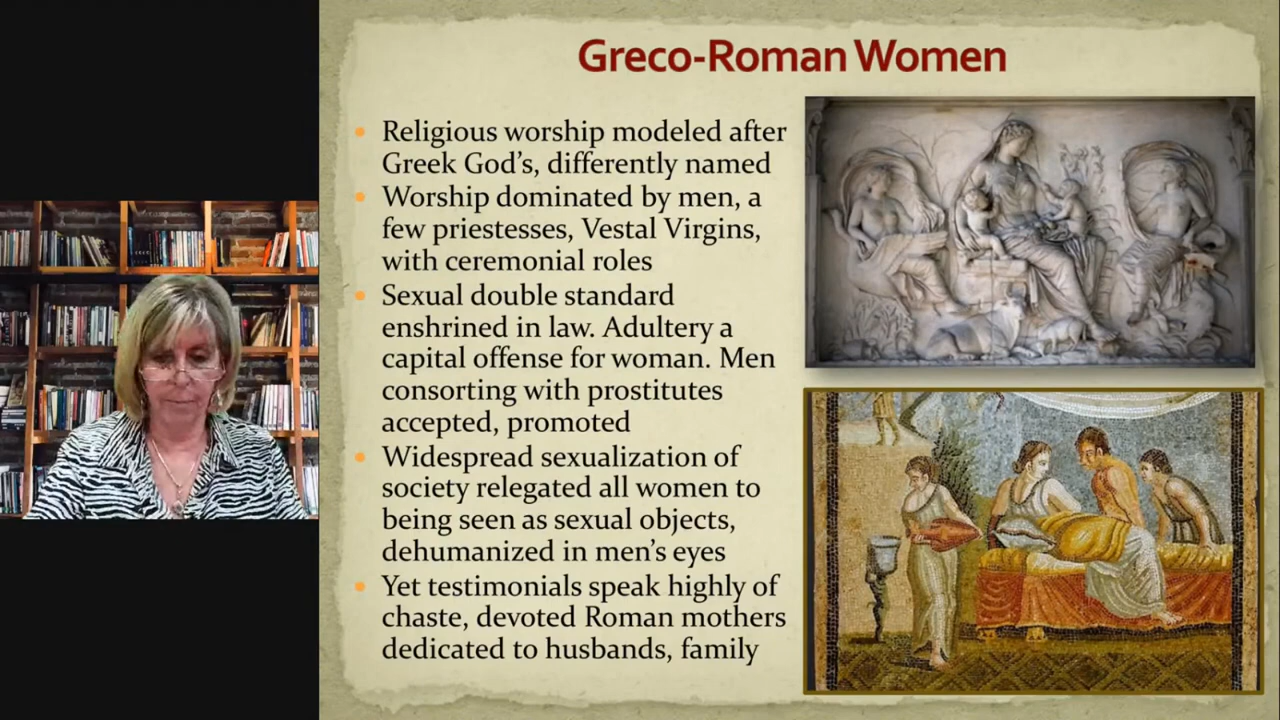 Greco-Roman Women
Religious worship modeled after
Greek God's, differently named
Worship dominated by men, a
few priestesses, Vestal Virgins,
with ceremonial roles
Sexual double standard
enshrined in law. Adultery a
capital offense for woman. Men
consorting with prostitutes
accepted, promoted
Widespread sexualization of
society relegated all women to
being seen as sexual objects,
dehumanized in men's eyes
Yet testimonials speak highly of
chaste, devoted Roman mothers
dedicated to husbands, family